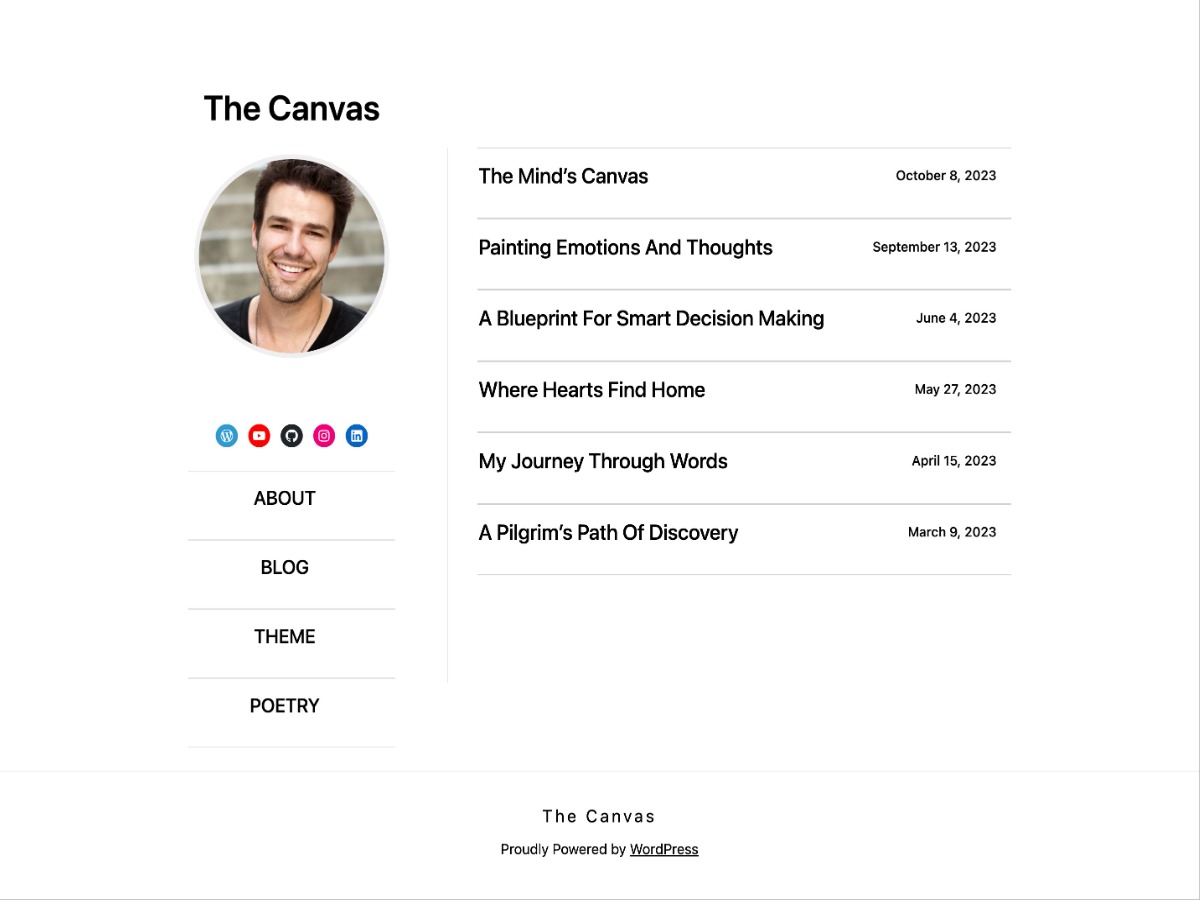 The Canvas
ABOUT
BLOG
THEME
POETRY
The Mind’s Canvas October 8, 2023
Painting Emotions And Thoughts September 13, 2023
A Blueprint For Smart Decision Making June 4, 2023
Where Hearts Find Home May 27, 2023
My Journey Through Words April 15, 2023
A Pilgrim’s Path Of Discovery March 9, 2023
The Canvas
Proudly Powered by WordPress